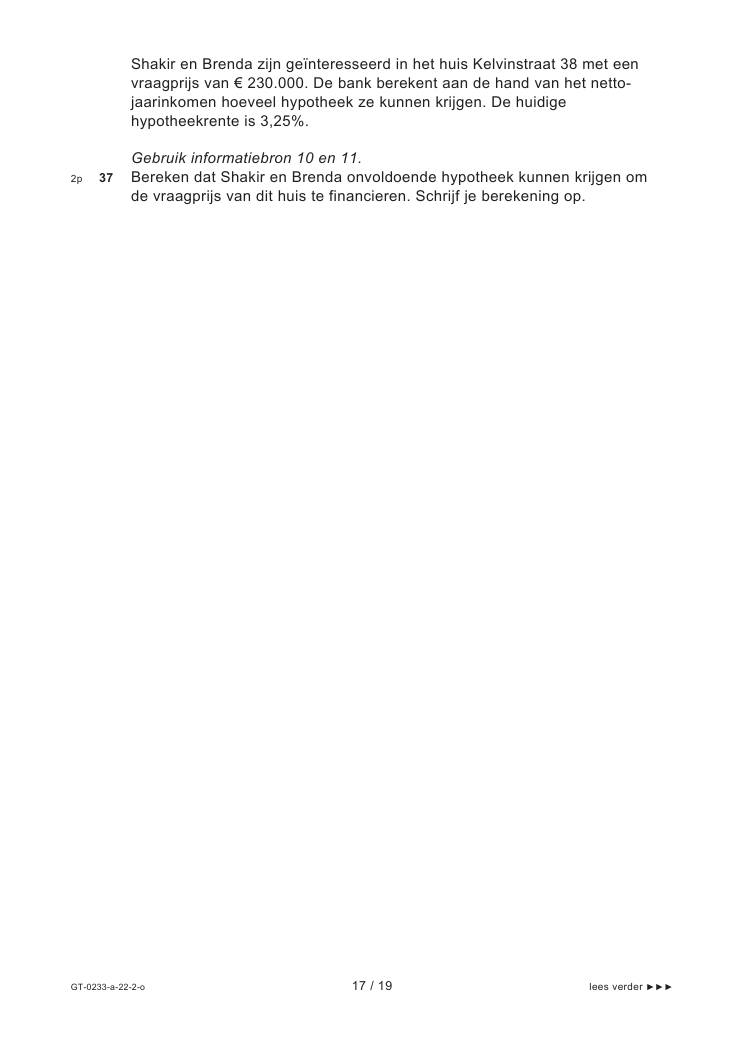 Shakir en Brenda zijn geïnteresseerd in het huis Kelvinstraat 38 met een
vraagprijs van € 230.000. De bank berekent aan de hand van het netto-
jaarinkomen hoeveel hypotheek ze kunnen krijgen. De huidige
hypotheekrente is 3,25%.
Gebruik informatiebron 10 en 11.
2p 37 Bereken dat Shakir en Brenda onvoldoende hypotheek kunnen krijgen om
de vraagprijs van dit huis te financieren. Schrijf je berekening op.
GT-0233-a-22-2-o 17 / 19 lees verder ►►►